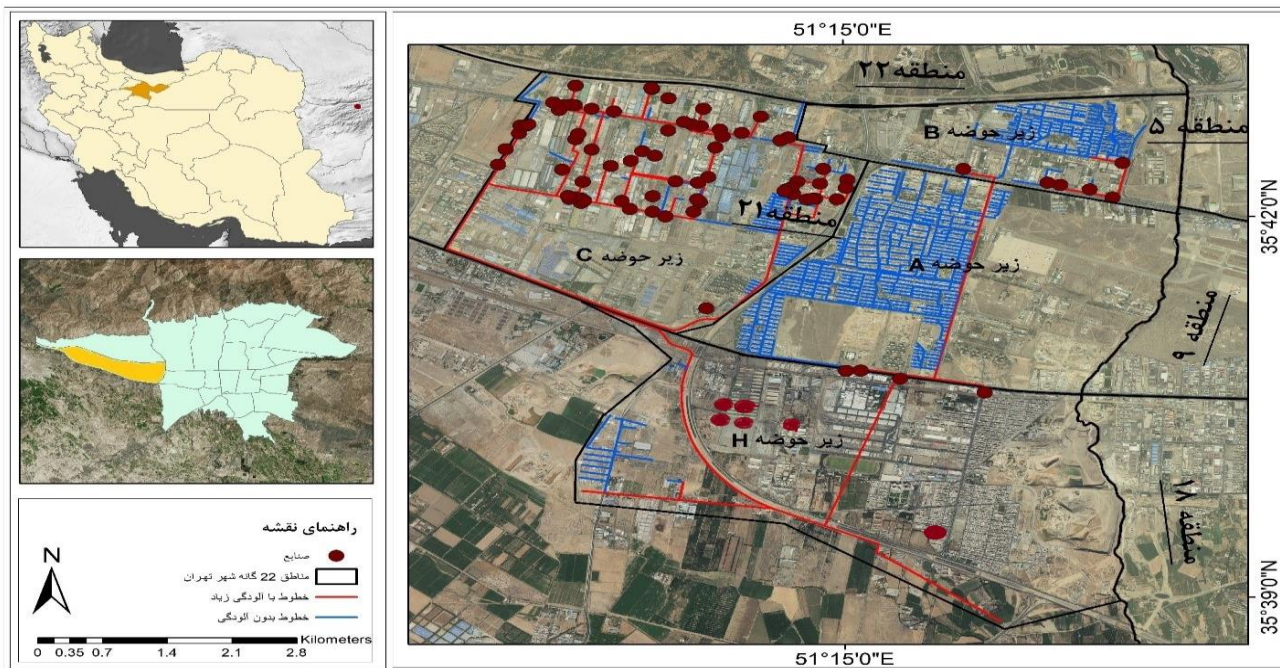 51°15'0"E
منطقه ۲۲
منطقه ۵
زیر حوضه B
منطقه ۲۱
35°42'0"N
زیر حوضه C
زیر حوضه A
منطقه ۹
زیر حوضه H
منطقه ۱۸
35°39'0"N
51°15'0"E
راهنمای نقشه
صنایع
مناطق 22 گانه شهر تهران
خطوط با آلودگی زیاد
خطوط بدون آلودگی
N
Kilometers
0 0.35 0.7 1.4 2.1 2.8